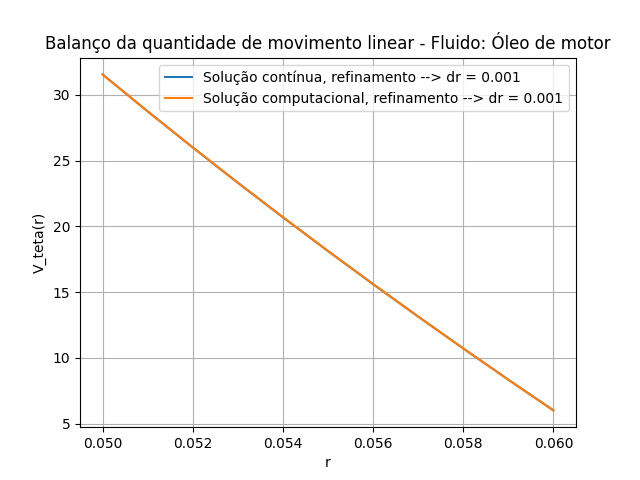 Balanço da quantidade de movimento linear - Fluido: Óleo de motor
Solução contínua, refinamento --> dr = 0.001
Solução computacional, refinamento --> dr = 0.001
30
25
20
15
10
5
V_teta(r)
0.050 0.052 0.054 0.056 0.058 0.060
r